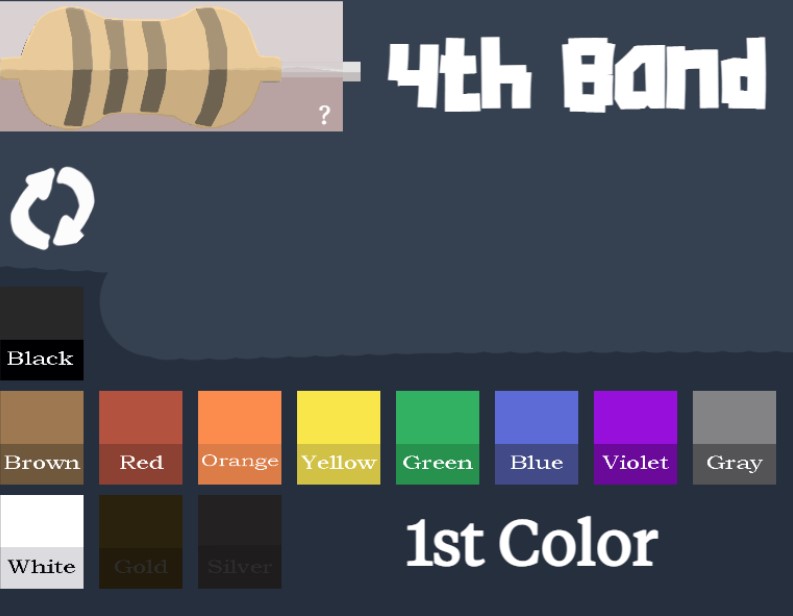 4th Band
?
Black
Brown Red Orange Yellow Green Blue Violet Gray
White Gold Silver
1st Color